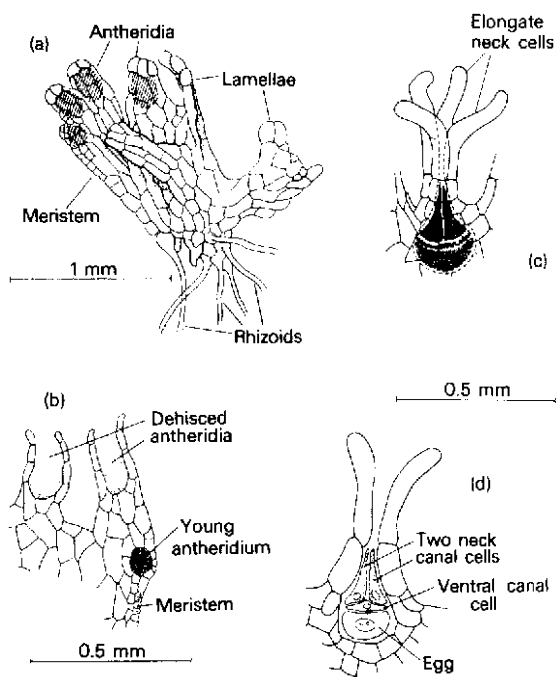 (a)
Antheridia
Lamellae
Meristem
1 mm
Rhizoids
Elongate
neck cells
(c)
0.5 mm
(b)
Dehisced
antheridia
Young
antheridium
Meristem
0.5 mm
(d)
Two neck
canal cells
Ventral canal
cell
Egg